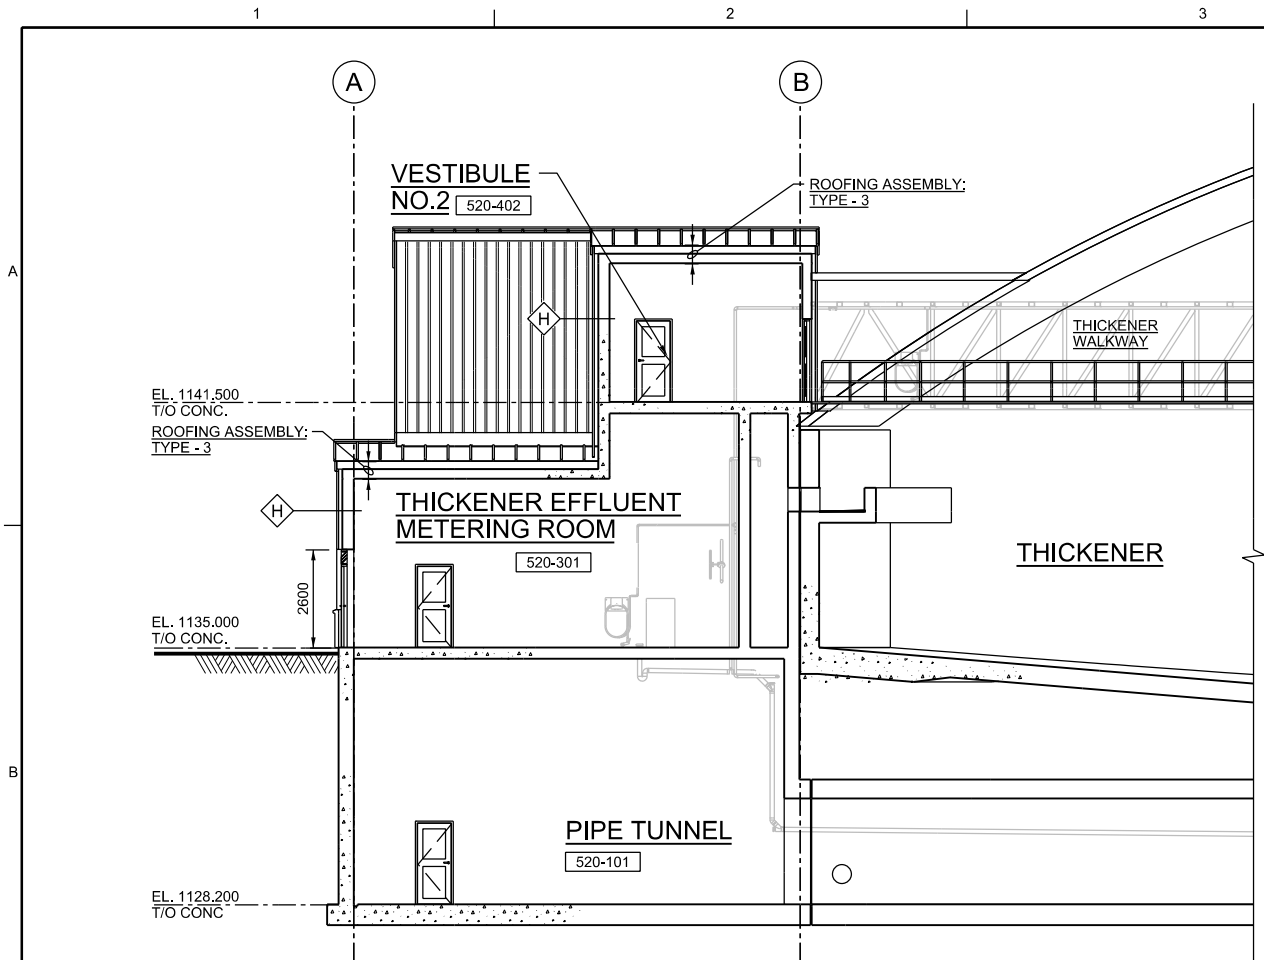 1
2
3
A
B
VESTIBULE
NO.2 520-402
ROOFING ASSEMBLY:
TYPE - 3
A
H
THICKENER
WALKWAY
EL. 1141.500
T/O CONC.
ROOFING ASSEMBLY:
TYPE - 3
THICKENER EFFLUENT
METERING ROOM
H
520-301
THICKENER
2600
EL. 1135.000
T/O CONC.
B
PIPE TUNNEL
520-101
EL. 1128.200
T/O CONC